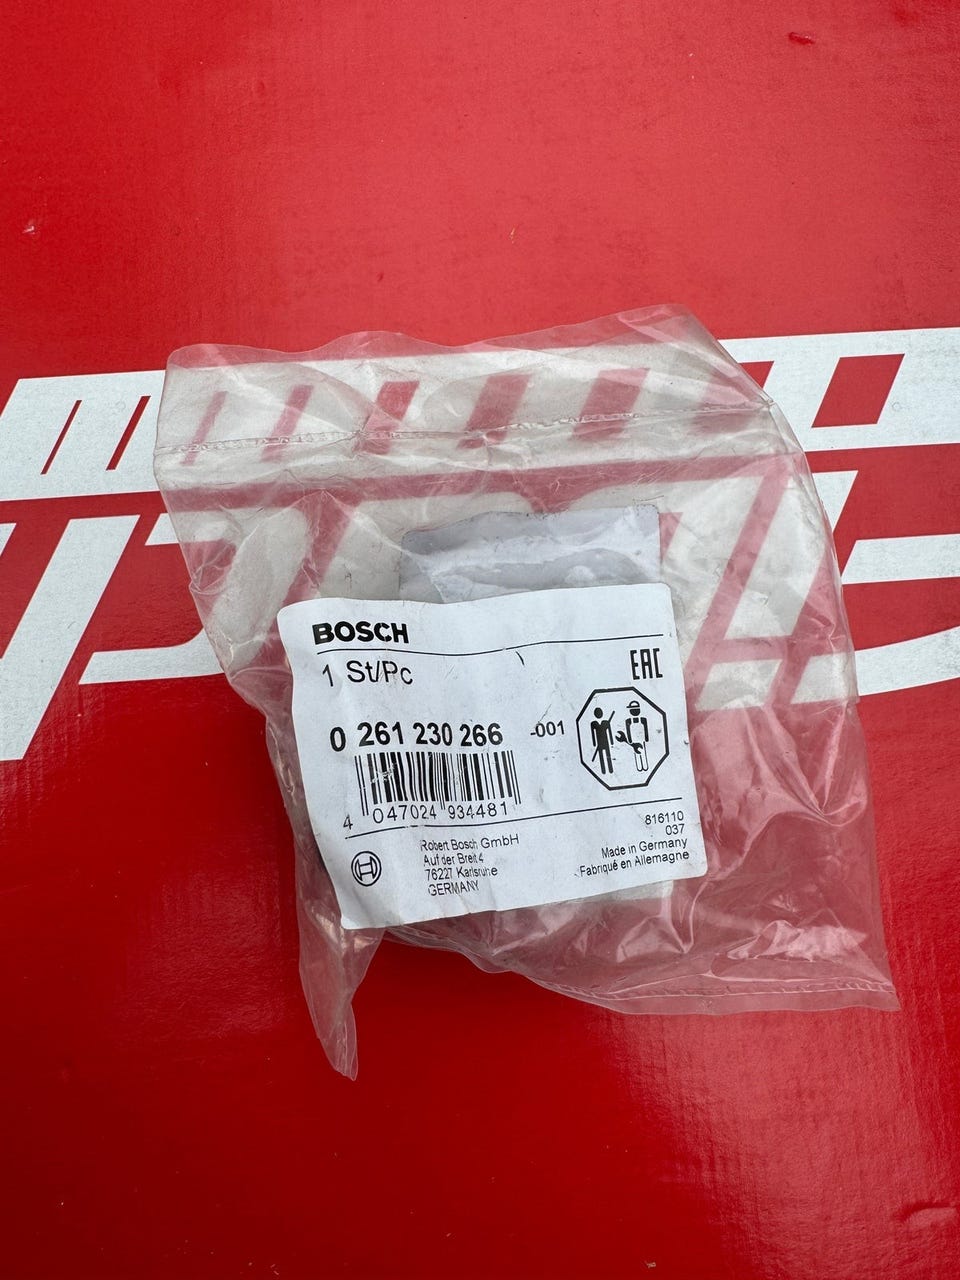 BOSCH
1 St/Pc
EAC
0 261 230 266 -001
4 047024 934481
816110
037
Made in Germany
Fabriqué en Allemagne
Robert Bosch GmbH
Auf der Breit 4
76227 Karlsruhe
GERMANY